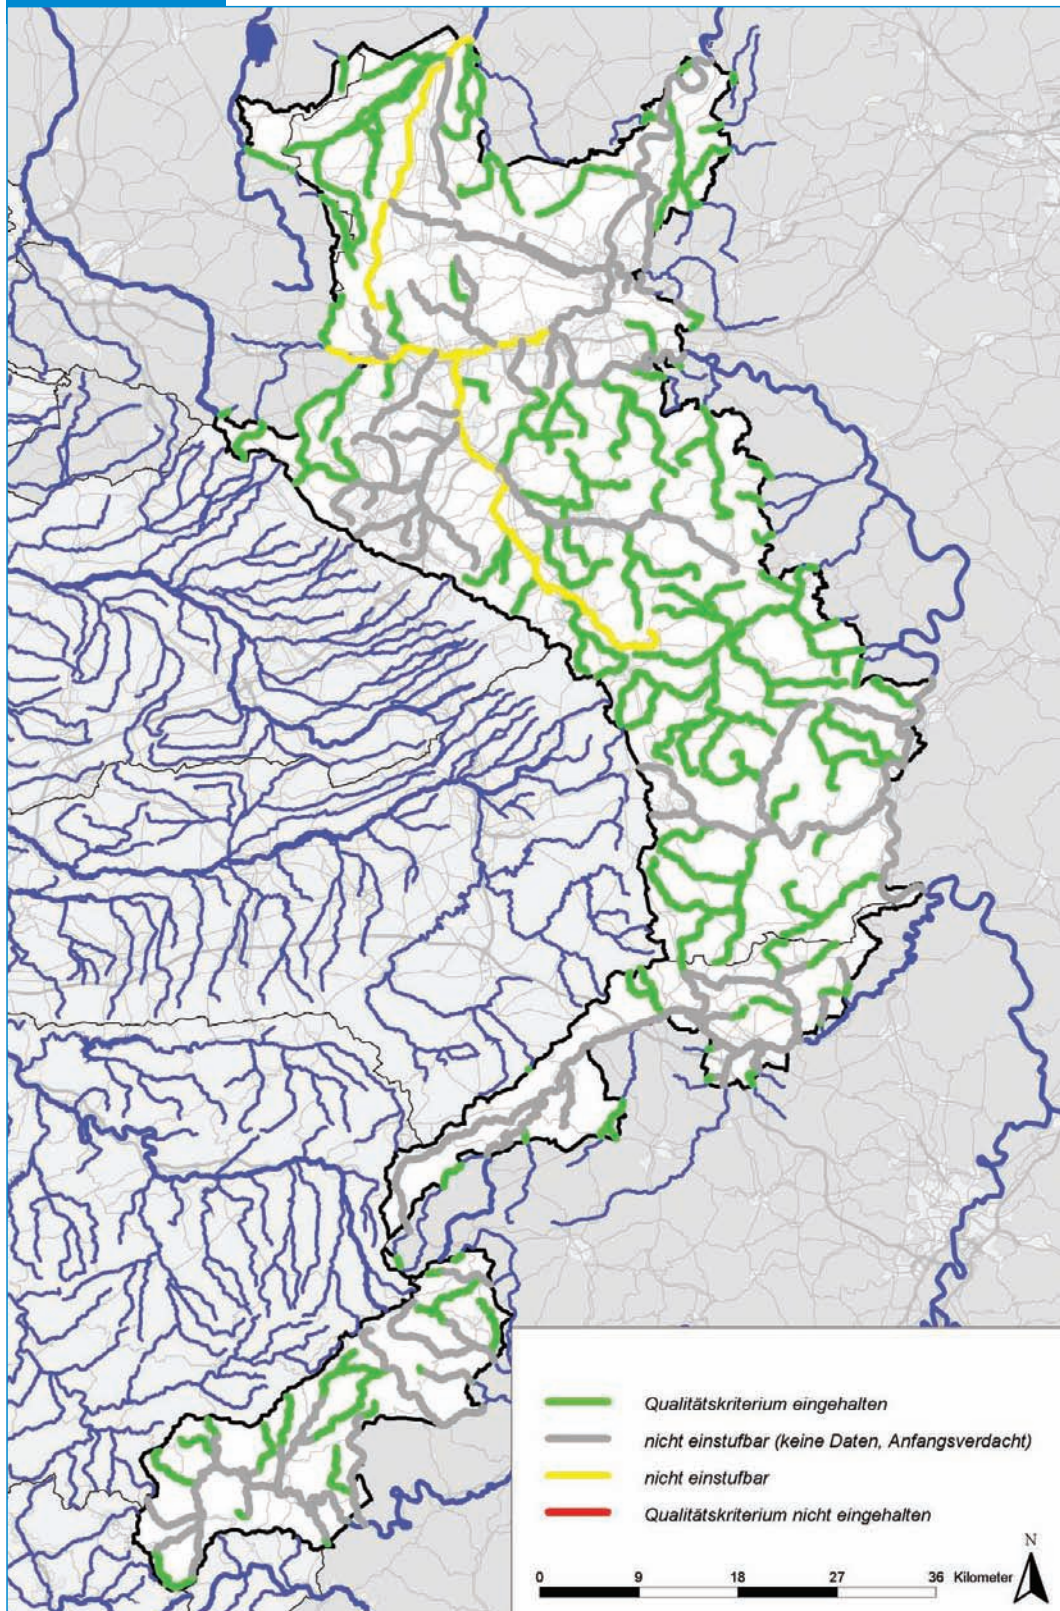 Qualitätskriterium eingehalten
nicht einstufbar (keine Daten, Anfangsverdacht)
nicht einstufbar
Qualitätskriterium nicht eingehalten
N
0 9 18 27 36 Kilometer